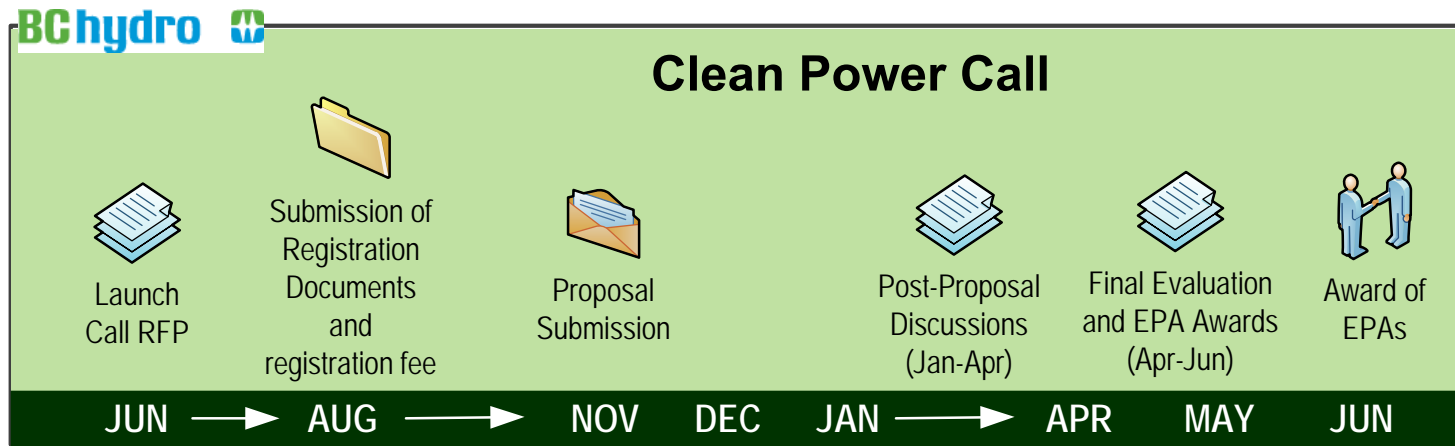 BC hydro
Clean Power Call
Launch
Call RFP
Submission of
Registration
Documents
and
registration fee
Proposal
Submission
Post-Proposal
Discussions
(Jan-Apr)
Final Evaluation
and EPA Awards
(Apr-Jun)
Award of
EPAs
JUN AUG NOV DEC JAN APR MAY JUN